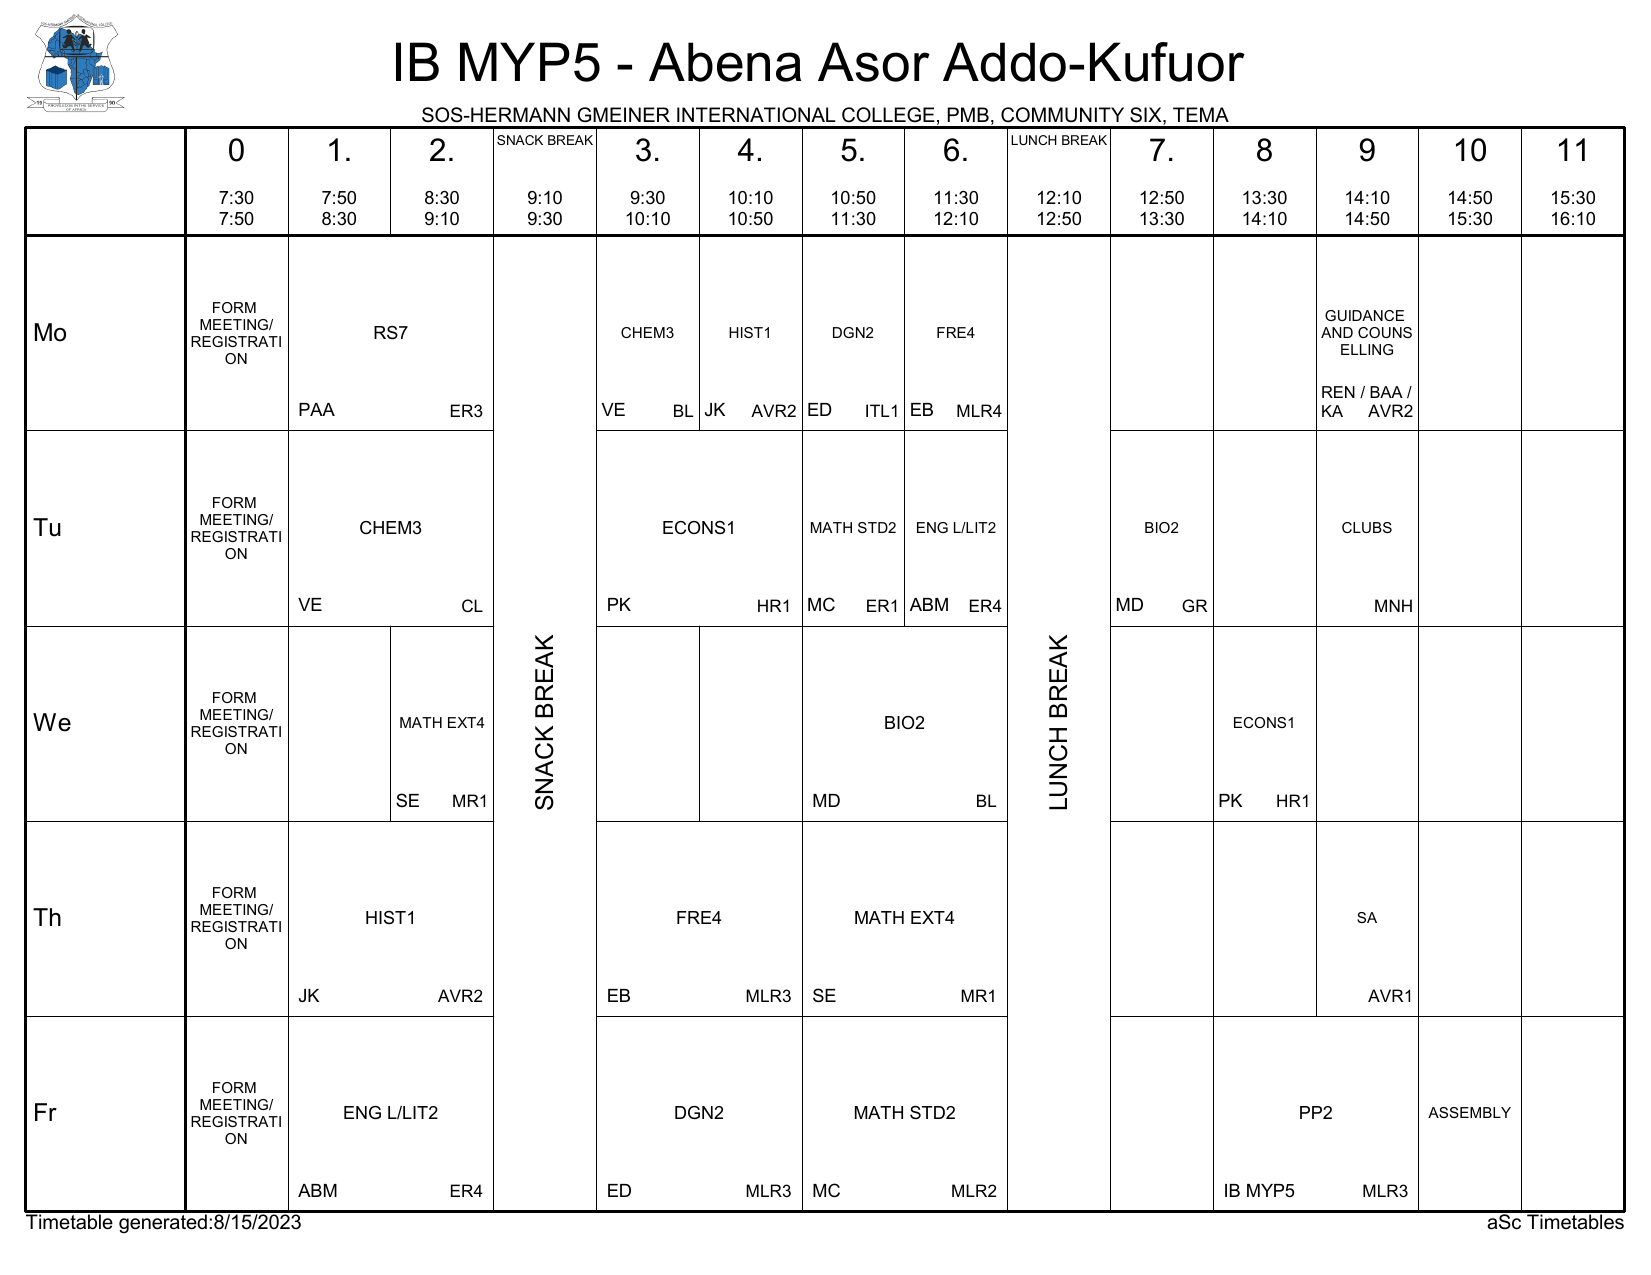 IB MYP5 - Abena Asor Addo-Kufuor
SOS-HERMANN GMEINER INTERNATIONAL COLLEGE, PMB, COMMUNITY SIX, TEMA
0 1. 2. SNACK BREAK 3. 4. 5. 6. LUNCH BREAK 7. 8 9 10 11
7:30 7:50 8:30 9:10 9:30 10:10 10:50 11:30 12:10 12:50 13:30 14:10 14:50 15:30
7:50 8:30 9:10 9:30 10:10 10:50 11:30 12:10 12:50 13:30 14:10 14:50 15:30 16:10
Mo
FORM
MEETING/
REGISTRATI
ON
RS7
PAA ER3
CHEM3
VE BL
HIST1
JK AVR2
DGN2
ED ITL1
FRE4
EB MLR4
GUIDANCE
AND COUNS
ELLING
REN / BAA /
KA AVR2
Tu
FORM
MEETING/
REGISTRATI
ON
CHEM3
VE CL
ECONS1
PK HR1
MATH STD2
MC ER1
ENG L/LIT2
ABM ER4
BIO2
MD GR
CLUBS
MNH
We
FORM
MEETING/
REGISTRATI
ON
MATH EXT4
SE MR1
SNACK BREAK
BIO2
MD BL
LUNCH BREAK
ECONS1
PK HR1
Th
FORM
MEETING/
REGISTRATI
ON
HIST1
JK AVR2
FRE4
EB MLR3
MATH EXT4
SE MR1
SA
AVR1
Fr
FORM
MEETING/
REGISTRATI
ON
ENG L/LIT2
ABM ER4
DGN2
ED MLR3
MATH STD2
MC MLR2
PP2
IB MYP5 MLR3
ASSEMBLY
Timetable generated:8/15/2023
aSc Timetables